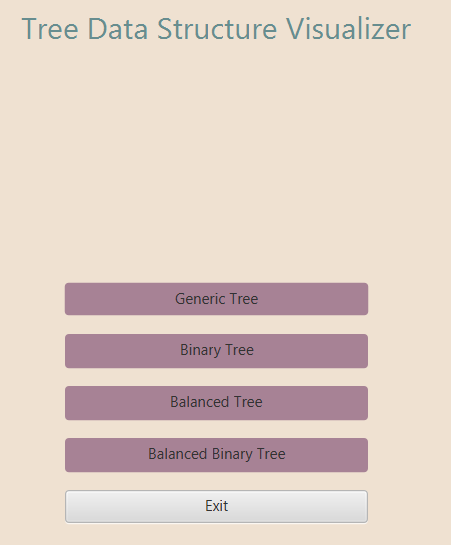 Tree Data Structure Visualizer
Generic Tree
Binary Tree
Balanced Tree
Balanced Binary Tree
Exit